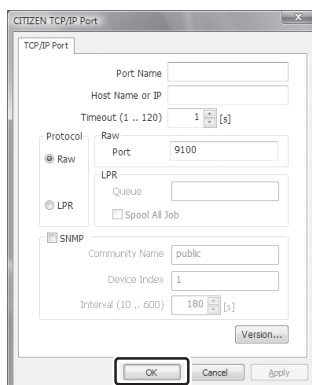 CITIZEN TCP/IP Port
TCP/IP Port
Port Name
Host Name or IP
Timeout (1 .. 120) 1 [s]
Protocol
Raw
LPR
Raw
Port 9100
LPR
Queue
Spool All Job
SNMP
Community Name public
Device Index 1
Interval (10 .. 600) 180 [s]
Version...
OK Cancel Apply